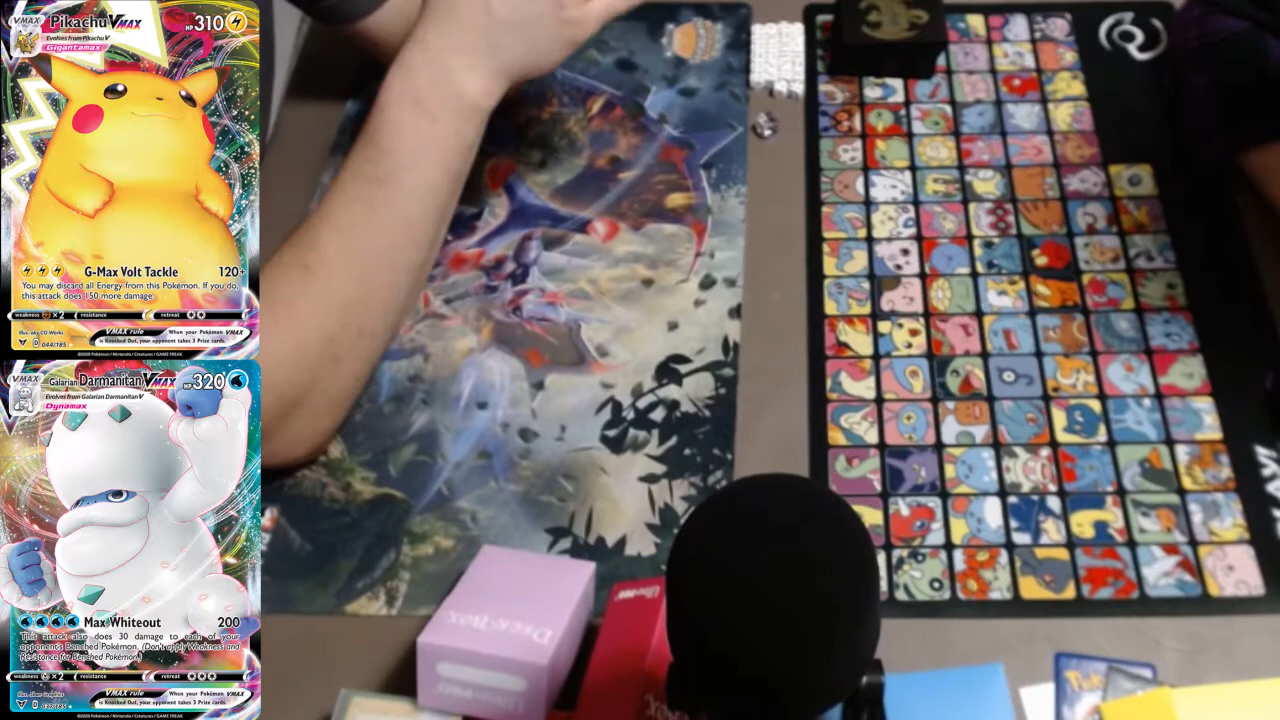 VMAX Pikachu VMAX HP 310
Evolves from Pikachu V
Gigantamax
G-Max Volt Tackle 120+
You may discard all Energy from this Pokémon. If you do,
this attack does 150 more damage.
weakness ×2 resistance retreat
Illus. aky CG Works VMAX rule When your Pokémon VMAX
D 044/185 is Knocked Out, your opponent takes 3 Prize cards.
©2020 Pokémon / Nintendo / Creatures / GAME FREAK
VMAX Galarian Darmanitan VMAX HP 320
Evolves from Galarian Darmanitan V
Dynamax
Max Whiteout 200
This attack also does 30 damage to each of your
opponent's Benched Pokémon. (Don't apply Weakness and
Resistance for Benched Pokémon.)
weakness ×2 resistance retreat
VMAX rule When your Pokémon VMAX
D 037/185 is Knocked Out, your opponent takes 3 Prize cards.
©2020 Pokémon / Nintendo / Creatures / GAME FREAK
DECK BOX